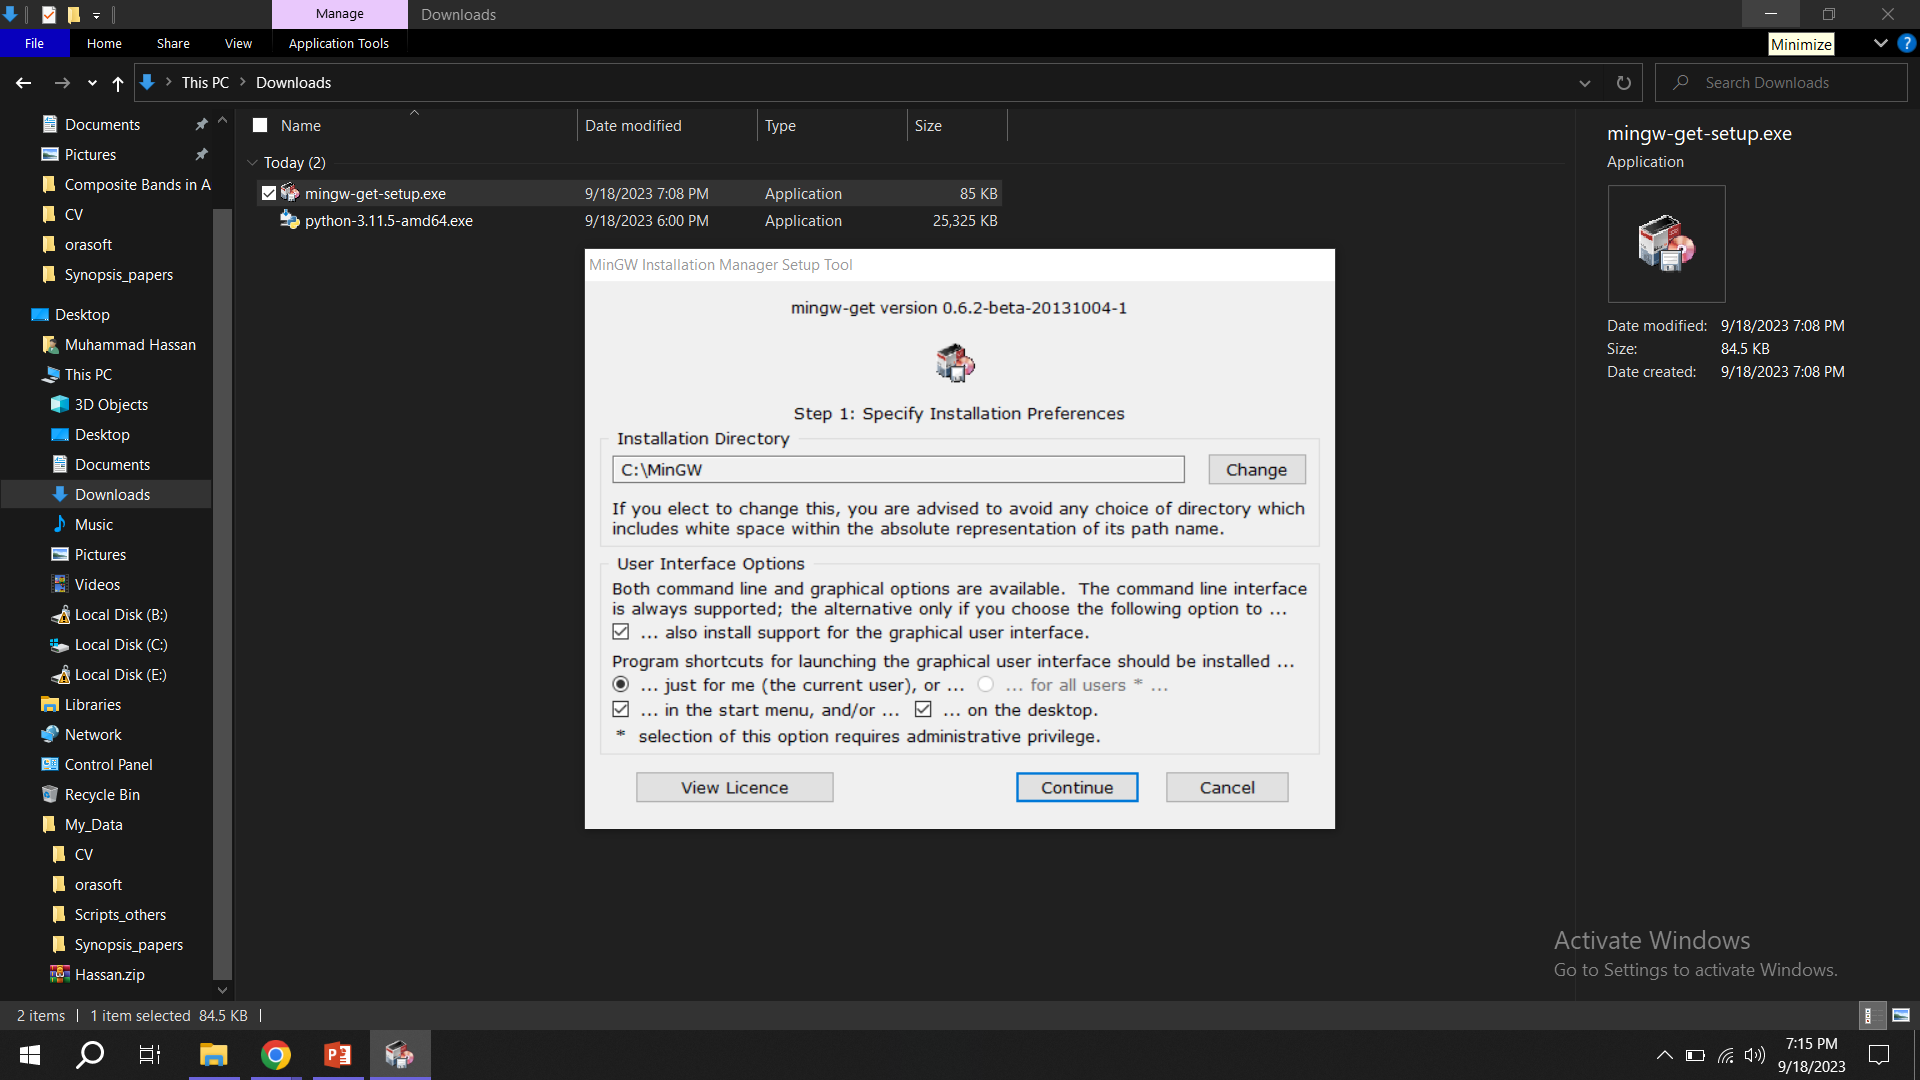 Manage
Downloads
File
Home
Share
View
Application Tools
Minimize
This PC
Downloads
Search Downloads
Documents
Pictures
Composite Bands in A
CV
orasoft
Synopsis_papers
Desktop
Muhammad Hassan
This PC
3D Objects
Desktop
Documents
Downloads
Music
Pictures
Videos
Local Disk (B:)
Local Disk (C:)
Local Disk (E:)
Libraries
Network
Control Panel
Recycle Bin
My_Data
CV
orasoft
Scripts_others
Synopsis_papers
Hassan.zip
Name Date modified Type Size
Today (2)
mingw-get-setup.exe 9/18/2023 7:08 PM Application 85 KB
python-3.11.5-amd64.exe 9/18/2023 6:00 PM Application 25,325 KB
MinGW Installation Manager Setup Tool
mingw-get version 0.6.2-beta-20131004-1
Step 1: Specify Installation Preferences
Installation Directory
C:\MinGW
Change
If you elect to change this, you are advised to avoid any choice of directory which
includes white space within the absolute representation of its path name.
User Interface Options
Both command line and graphical options are available. The command line interface
is always supported; the alternative only if you choose the following option to ...
... also install support for the graphical user interface.
Program shortcuts for launching the graphical user interface should be installed ...
... just for me (the current user), or ... ... for all users * ...
... in the start menu, and/or ... ... on the desktop.
* selection of this option requires administrative privilege.
View Licence
Continue
Cancel
mingw-get-setup.exe
Application
Date modified: 9/18/2023 7:08 PM
Size: 84.5 KB
Date created: 9/18/2023 7:08 PM
Activate Windows
Go to Settings to activate Windows.
2 items
1 item selected 84.5 KB
7:15 PM
9/18/2023